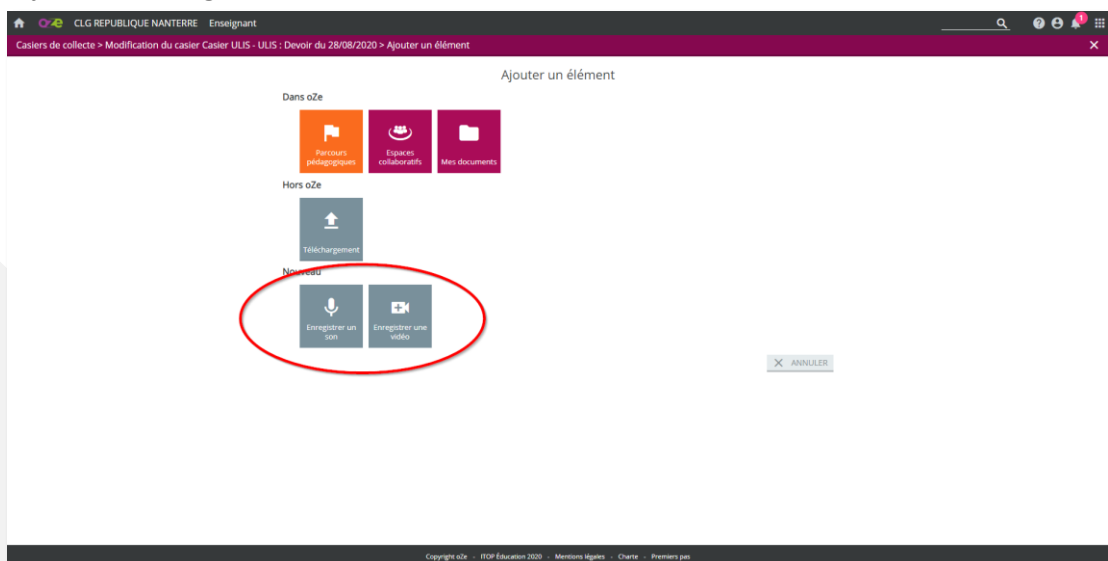 oZe CLG REPUBLIQUE NANTERRE Enseignant
1
Casiers de collecte > Modification du casier Casier ULIS - ULIS : Devoir du 28/08/2020 > Ajouter un élément
Ajouter un élément
Dans oZe
Parcours
pédagogiques
Espaces
collaboratifs
Mes documents
Hors oZe
Téléchargement
Nouveau
Enregistrer un
son
Enregistrer une
vidéo
ANNULER
Copyright oZe - ITOP Éducation 2020 - Mentions légales - Charte - Premiers pas